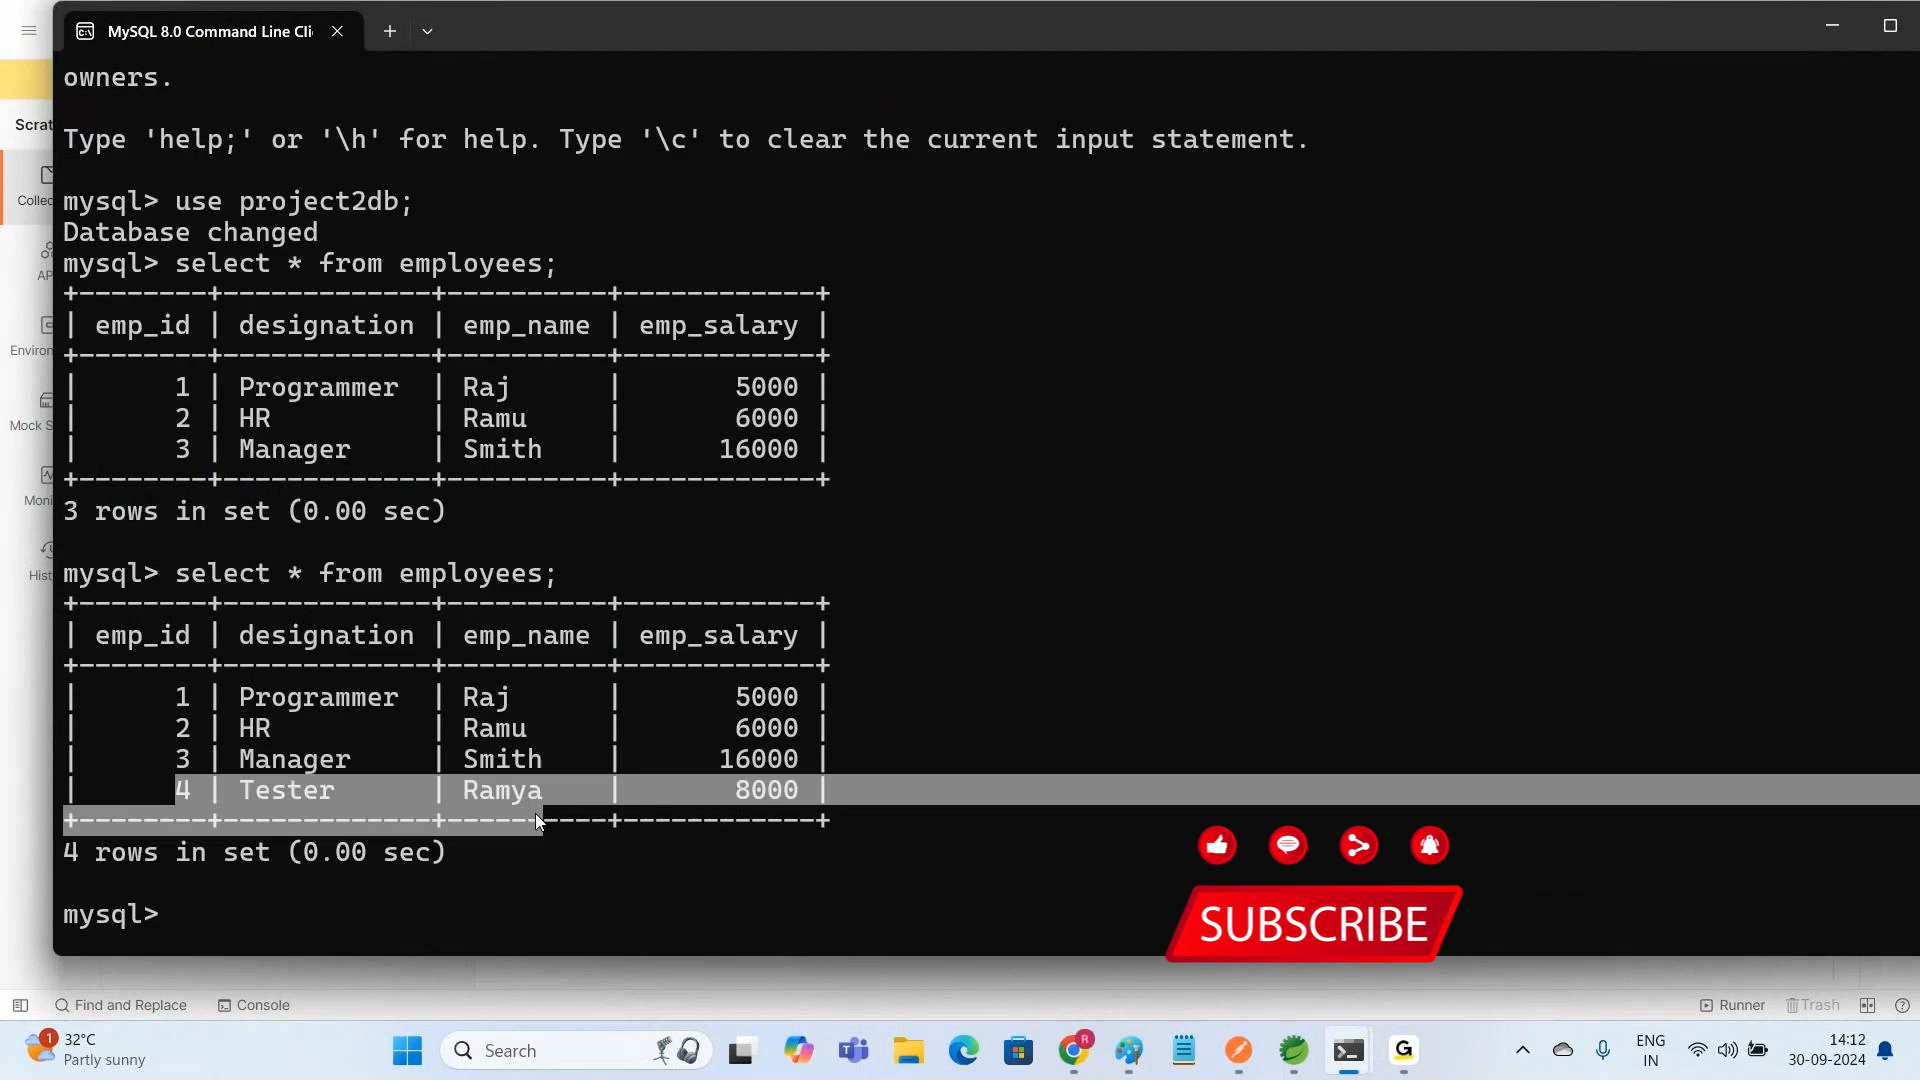 MySQL 8.0 Command Line Cli
owners.
Type 'help;' or '\h' for help. Type '\c' to clear the current input statement.
mysql> use project2db;
Database changed
mysql> select * from employees;
+--------+-------------+----------+------------+
| emp_id | designation | emp_name | emp_salary |
+--------+-------------+----------+------------+
|      1 | Programmer  | Raj      |       5000 |
|      2 | HR          | Ramu     |       6000 |
|      3 | Manager     | Smith    |      16000 |
+--------+-------------+----------+------------+
3 rows in set (0.00 sec)
mysql> select * from employees;
+--------+-------------+----------+------------+
| emp_id | designation | emp_name | emp_salary |
+--------+-------------+----------+------------+
|      1 | Programmer  | Raj      |       5000 |
|      2 | HR          | Ramu     |       6000 |
|      3 | Manager     | Smith    |      16000 |
|      4 | Tester      | Ramya    |       8000 |
+--------+-------------+----------+------------+
4 rows in set (0.00 sec)
mysql>
Scrat
Collec
AP
Environ
Mock S
Moni
Hist
SUBSCRIBE
Find and Replace
Console
Runner
Trash
1
32°C
Partly sunny
Search
R
G
ENG
IN
14:12
30-09-2024